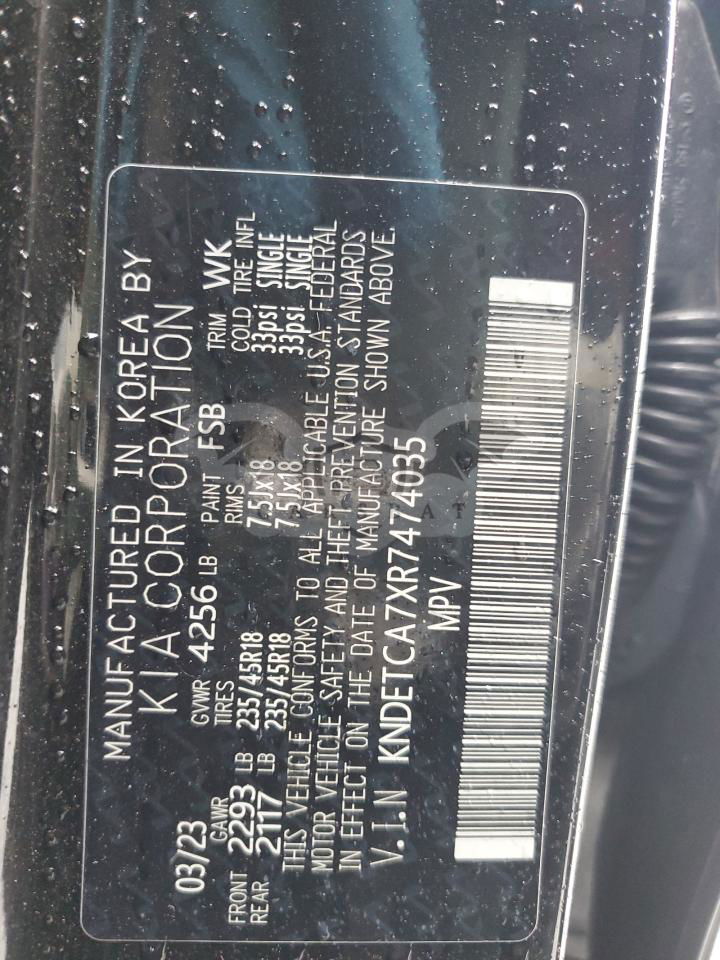 MANUFACTURED IN KOREA BY
KIA CORPORATION
03/23 GVWR 4256 LB PAINT FSB TRIM WK
GAWR TIRES RIMS COLD TIRE INFL
FRONT 2293 LB 235/45R18 7.5JX18 33psi SINGLE
REAR 2117 LB 235/45R18 7.5JX18 33psi SINGLE
THIS VEHICLE CONFORMS TO ALL APPLICABLE U.S.A. FEDERAL
MOTOR VEHICLE SAFETY AND THEFT PREVENTION STANDARDS
IN EFFECT ON THE DATE OF MANUFACTURE SHOWN ABOVE.
V.I.N KNDETCA7XR7474035
MPV